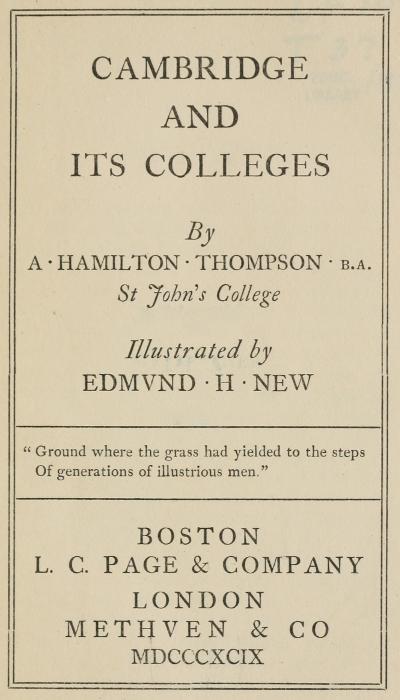 CAMBRIDGE
AND
ITS COLLEGES
By
A · HAMILTON · THOMPSON · B.A.
St John's College
Illustrated by
EDMVND · H · NEW
“ Ground where the grass had yielded to the steps
Of generations of illustrious men.”
BOSTON
L. C. PAGE & COMPANY
LONDON
METHVEN & CO
MDCCCXCIX